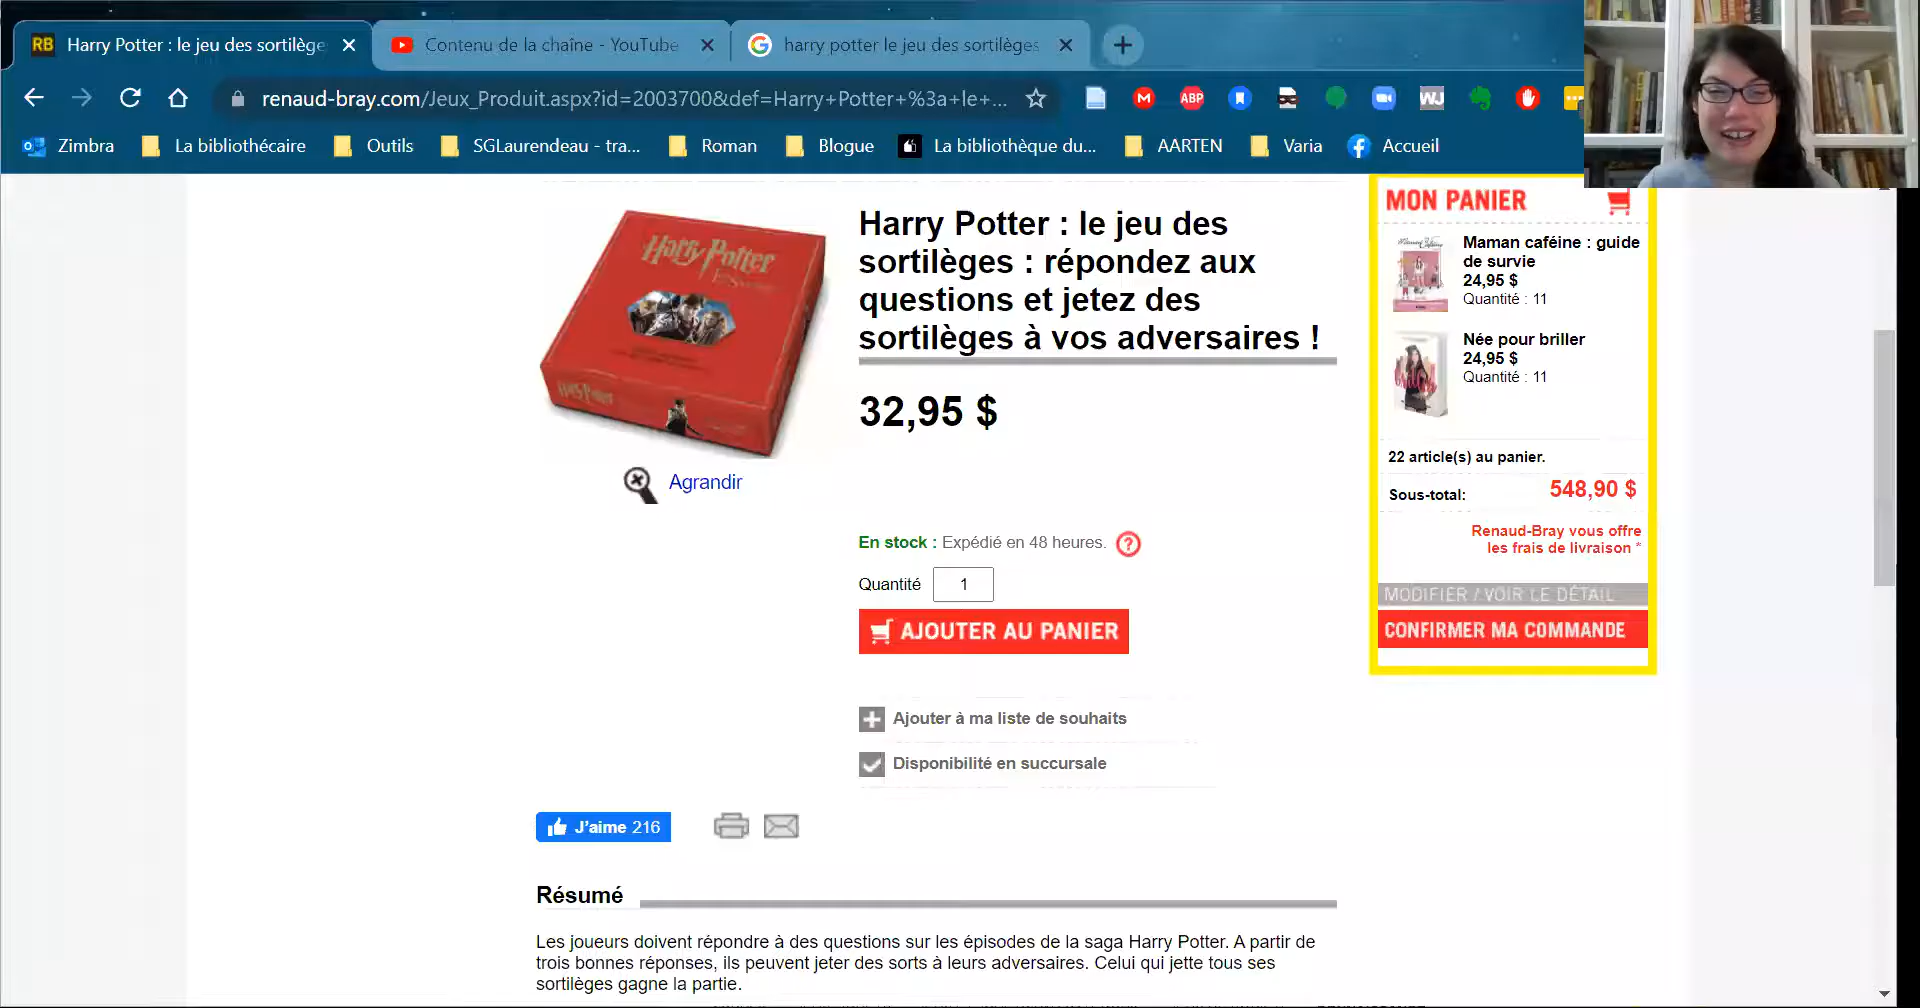 RB Harry Potter : le jeu des sortilège
Contenu de la chaîne - YouTube
harry potter le jeu des sortilèges
renaud-bray.com/Jeux_Produit.aspx?id=2003700&def=Harry+Potter+%3a+le+...
M
ABP
WJ
Zimbra
La bibliothécaire
Outils
SGLaurendeau - tra...
Roman
Blogue
La bibliothèque du...
AARTEN
Varia
Accueil
Harry Potter
HARRY POTTER
Agrandir
Harry Potter : le jeu des
sortilèges : répondez aux
questions et jetez des
sortilèges à vos adversaires !
32,95 $
En stock : Expédié en 48 heures. ?
Quantité 1
AJOUTER AU PANIER
Ajouter à ma liste de souhaits
Disponibilité en succursale
MON PANIER
Maman caféine : guide
de survie
24,95 $
Quantité : 11
Née pour briller
24,95 $
Quantité : 11
22 article(s) au panier.
Sous-total: 548,90 $
Renaud-Bray vous offre
les frais de livraison *
MODIFIER / VOIR LE DÉTAIL
CONFIRMER MA COMMANDE
J'aime 216
Résumé
Les joueurs doivent répondre à des questions sur les épisodes de la saga Harry Potter. A partir de
trois bonnes réponses, ils peuvent jeter des sorts à leurs adversaires. Celui qui jette tous ses
sortilèges gagne la partie.